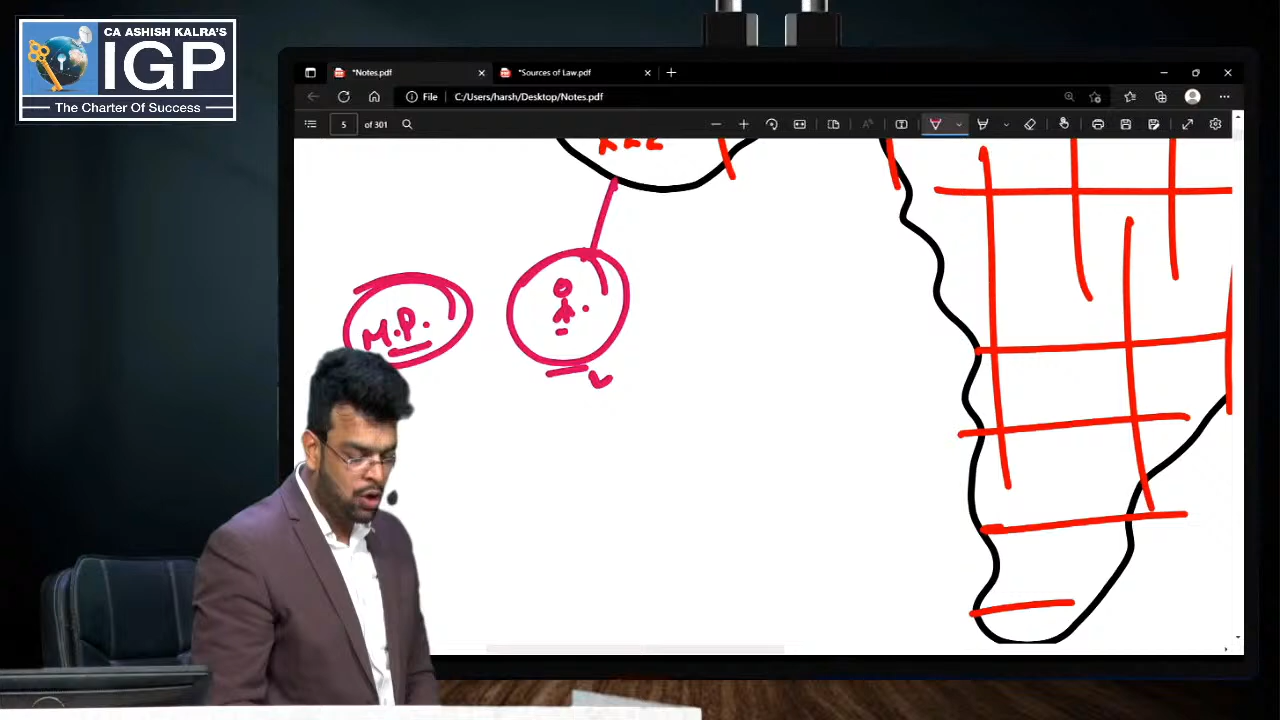 CA ASHISH KALRA'S
IGP
The Charter Of Success
*Notes.pdf
*Sources of Law.pdf
File
C:/Users/harsh/Desktop/Notes.pdf
5 of 301
M.P.